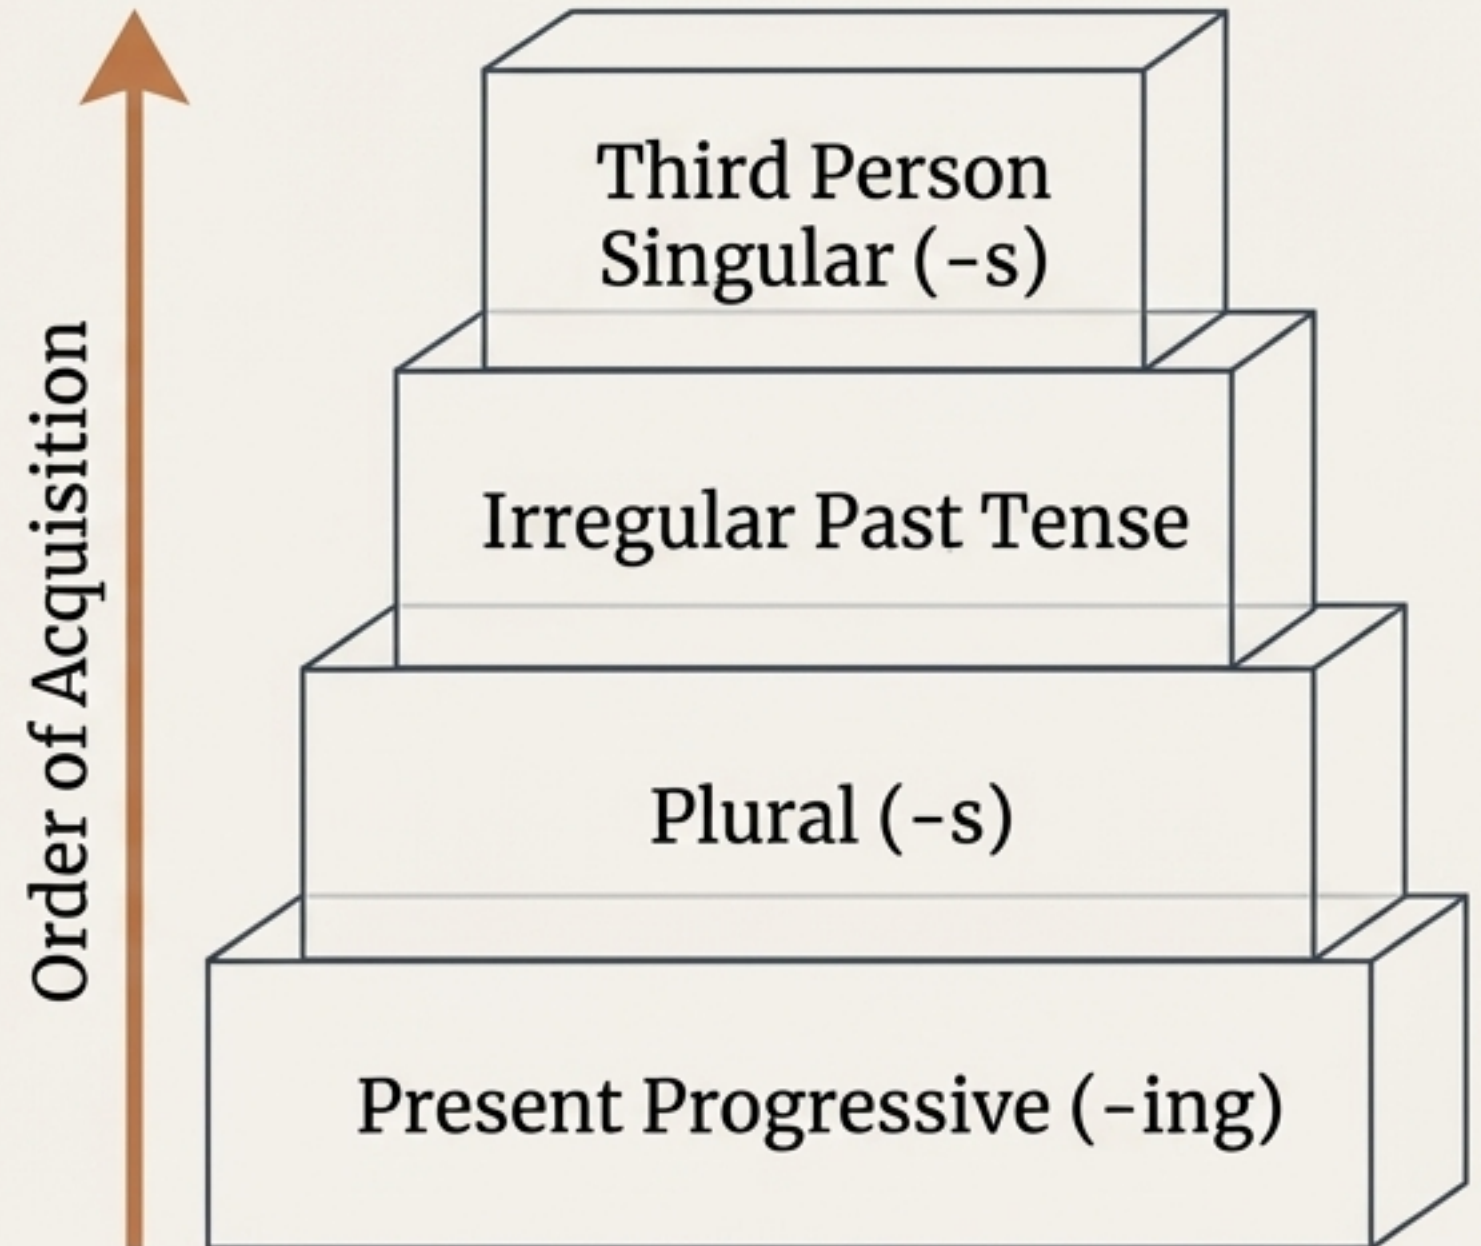 Order of Acquisition
Third Person
Singular (-s)
Irregular Past Tense
Plural (-s)
Present Progressive (-ing)